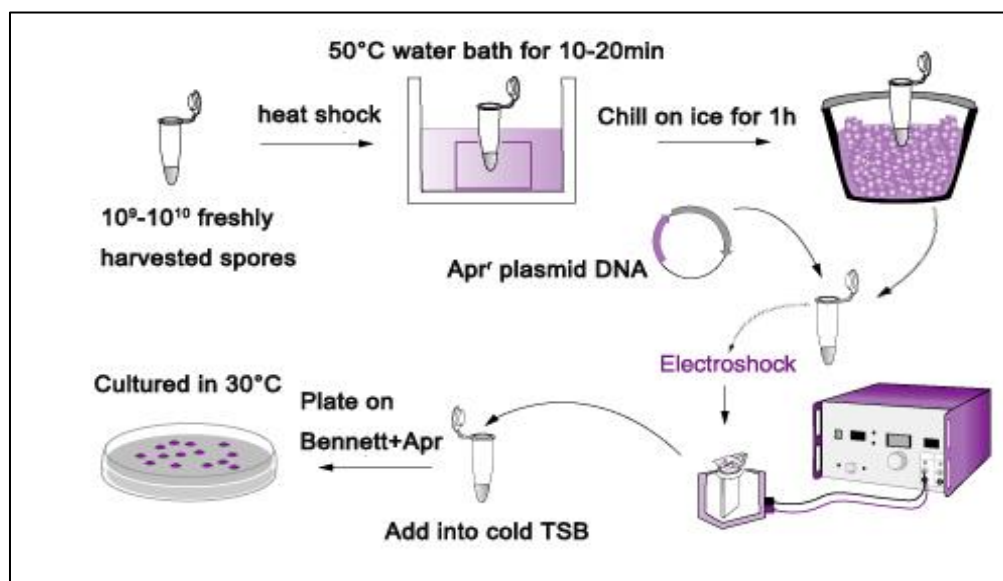 50°C water bath for 10-20min
heat shock
Chill on ice for 1h
10⁹-10¹⁰ freshly
harvested spores
Aprʳ plasmid DNA
Electroshock
Cultured in 30°C
Plate on
Bennett+Apr
Add into cold TSB